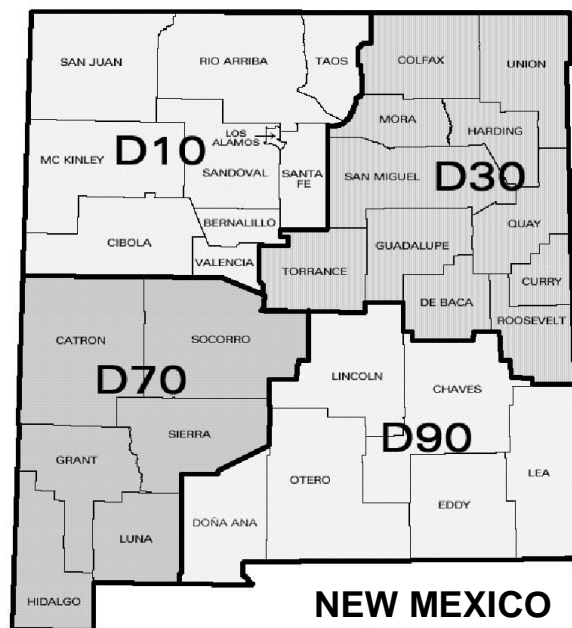 SAN JUAN
RIO ARRIBA
TAOS
COLFAX
UNION
MORA
HARDING
LOS
ALAMOS
MC KINLEY
D10
SANDOVAL
SANTA
FE
SAN MIGUEL
D30
BERNALILLO
QUAY
CIBOLA
VALENCIA
TORRANCE
GUADALUPE
CURRY
DE BACA
ROOSEVELT
CATRON
SOCORRO
D70
LINCOLN
CHAVES
SIERRA
D90
GRANT
OTERO
LEA
EDDY
DOÑA ANA
LUNA
HIDALGO
NEW MEXICO